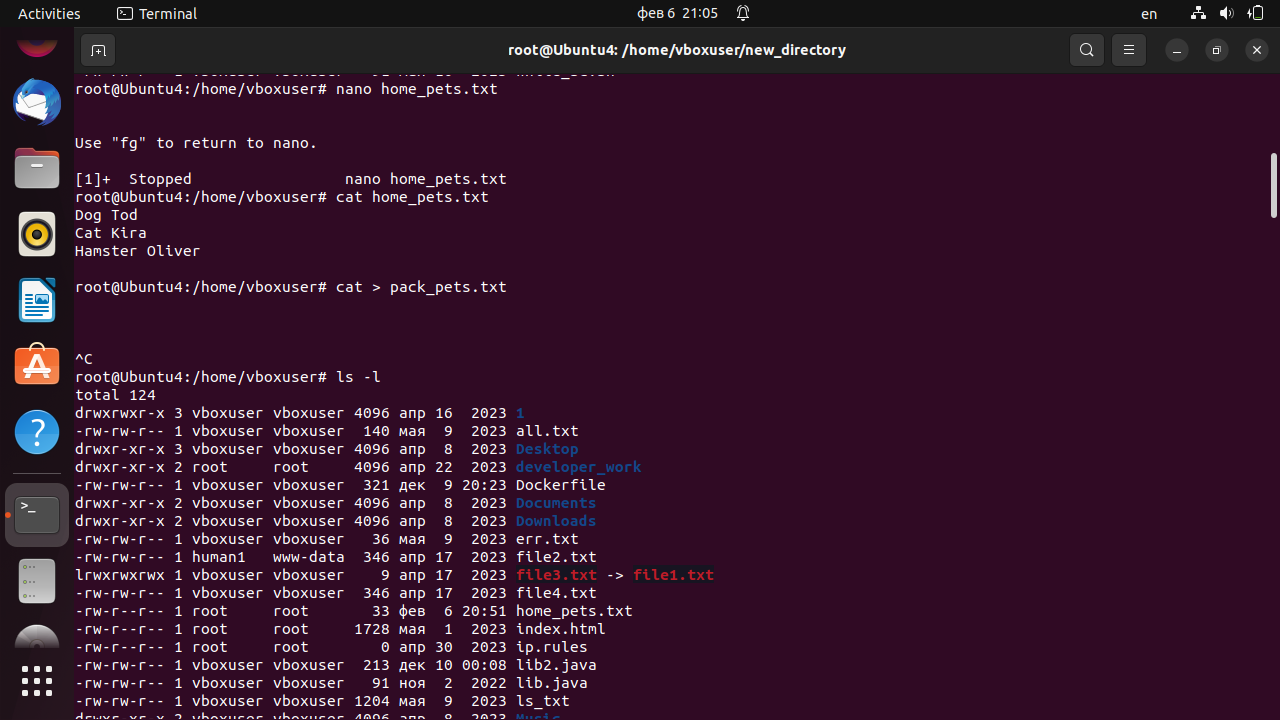 Activities Terminal фев 6 21:05 en
root@Ubuntu4: /home/vboxuser/new_directory
root@Ubuntu4:/home/vboxuser# nano home_pets.txt
Use "fg" to return to nano.
[1]+  Stopped                 nano home_pets.txt
root@Ubuntu4:/home/vboxuser# cat home_pets.txt
Dog Tod
Cat Kira
Hamster Oliver
root@Ubuntu4:/home/vboxuser# cat > pack_pets.txt
^C
root@Ubuntu4:/home/vboxuser# ls -l
total 124
drwxrwxr-x 3 vboxuser vboxuser 4096 апр 16  2023 1
-rw-rw-r-- 1 vboxuser vboxuser  140 мая  9  2023 all.txt
drwxr-xr-x 3 vboxuser vboxuser 4096 апр  8  2023 Desktop
drwxr-xr-x 2 root     root     4096 апр 22  2023 developer_work
-rw-rw-r-- 1 vboxuser vboxuser  321 дек  9 20:23 Dockerfile
drwxr-xr-x 2 vboxuser vboxuser 4096 апр  8  2023 Documents
drwxr-xr-x 2 vboxuser vboxuser 4096 апр  8  2023 Downloads
-rw-rw-r-- 1 vboxuser vboxuser   36 мая  9  2023 err.txt
-rw-rw-r-- 1 human1   www-data  346 апр 17  2023 file2.txt
lrwxrwxrwx 1 vboxuser vboxuser    9 апр 17  2023 file3.txt -> file1.txt
-rw-rw-r-- 1 vboxuser vboxuser  346 апр 17  2023 file4.txt
-rw-r--r-- 1 root     root       33 фев  6 20:51 home_pets.txt
-rw-r--r-- 1 root     root     1728 мая  1  2023 index.html
-rw-r--r-- 1 root     root        0 апр 30  2023 ip.rules
-rw-rw-r-- 1 vboxuser vboxuser  213 дек 10 00:08 lib2.java
-rw-rw-r-- 1 vboxuser vboxuser   91 ноя  2  2022 lib.java
-rw-rw-r-- 1 vboxuser vboxuser 1204 мая  9  2023 ls_txt
drwxr-xr-x 2 vboxuser vboxuser 4096 апр  8  2023 Music